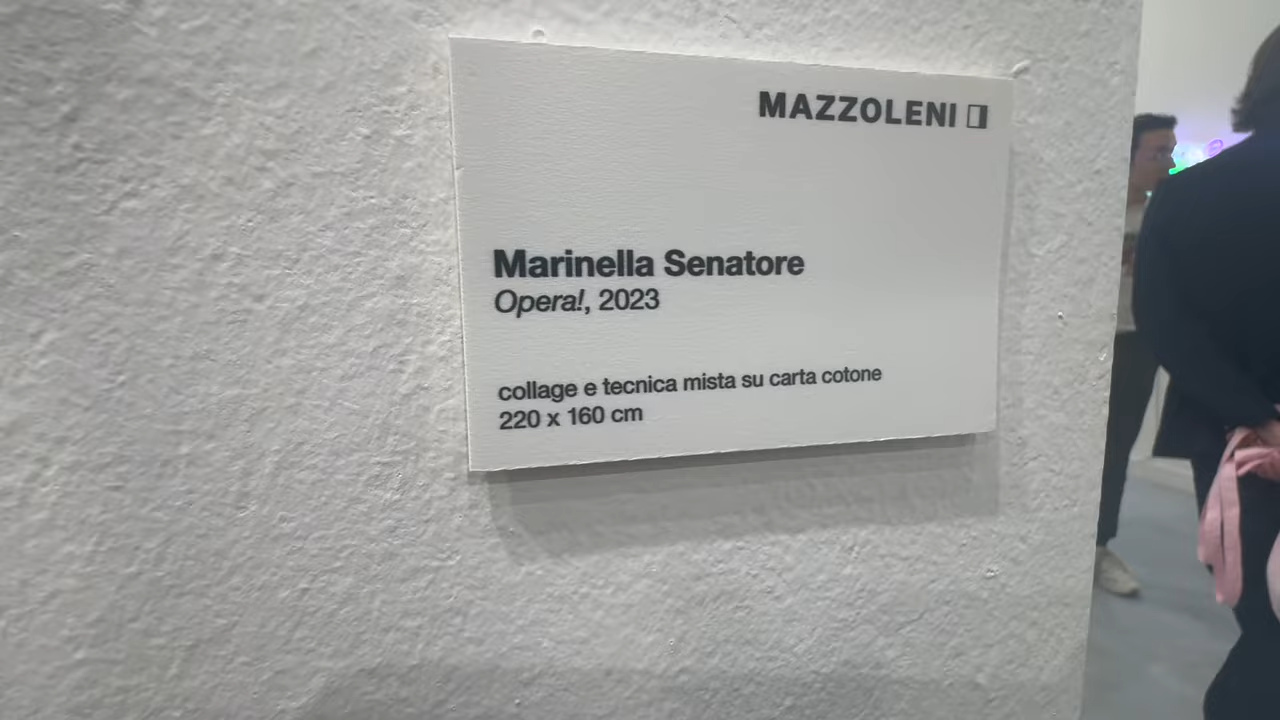 MAZZOLENI
Marinella Senatore
Opera!, 2023
collage e tecnica mista su carta cotone
220 x 160 cm